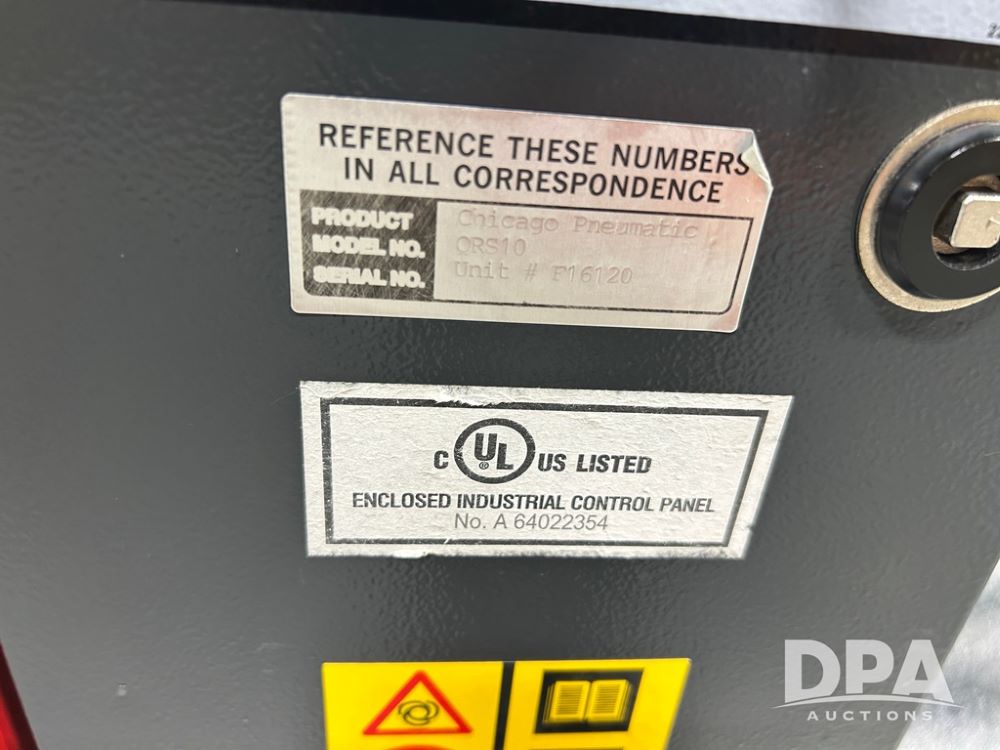 REFERENCE THESE NUMBERS
IN ALL CORRESPONDENCE
PRODUCT Chicago Pneumatic
MODEL NO. QRS10
SERIAL NO. Unit # F16120
C UL ® US LISTED
ENCLOSED INDUSTRIAL CONTROL PANEL
No. A 64022354
DPA
AUCTIONS